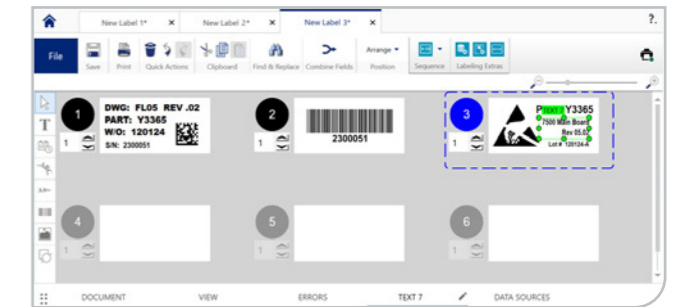 New Label 1* ×
New Label 2* ×
New Label 3* ×
?.
File
Save
Print
Quick Actions
Clipboard
Find & Replace
Combine Fields
Arrange
Position
Sequence
Labeling Extras
1
DWG: FL05 REV .02
PART: Y3365
W/O: 120124
S/N: 2300051
1
2
2300051
1
3
P TEXT 7 Y3365
7500 Main Board
Rev 05.02
Lot # 120124-A
1
T
4
1
5
1
6
1
DOCUMENT
VIEW
ERRORS
TEXT 7
DATA SOURCES